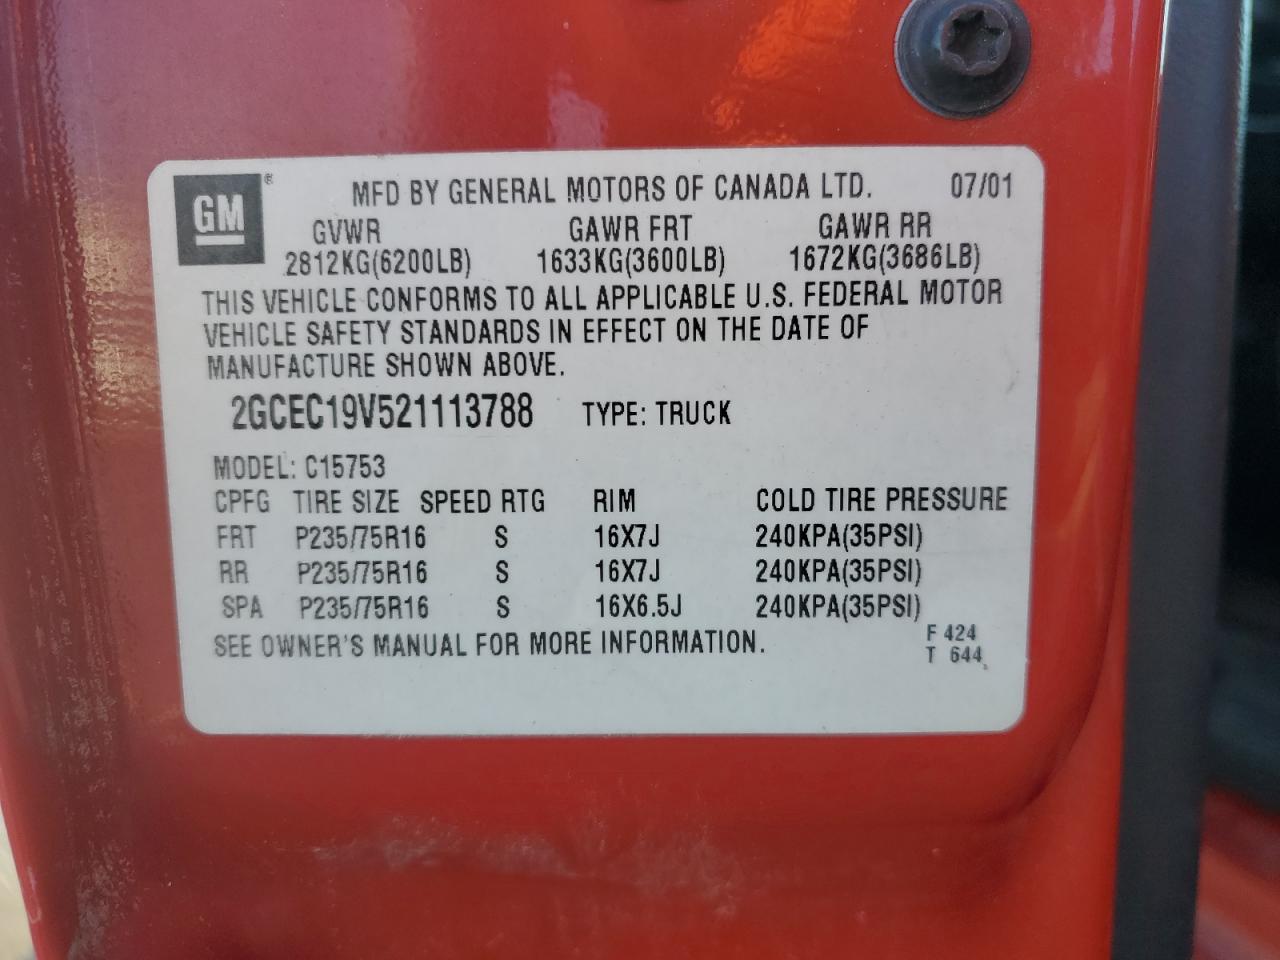 GM® MFD BY GENERAL MOTORS OF CANADA LTD. 07/01
GVWR GAWR FRT GAWR RR
2812KG(6200LB) 1633KG(3600LB) 1672KG(3686LB)
THIS VEHICLE CONFORMS TO ALL APPLICABLE U.S. FEDERAL MOTOR
VEHICLE SAFETY STANDARDS IN EFFECT ON THE DATE OF
MANUFACTURE SHOWN ABOVE.
2GCEC19V521113788 TYPE: TRUCK
MODEL: C15753
CPFG TIRE SIZE SPEED RTG RIM COLD TIRE PRESSURE
FRT P235/75R16 S 16X7J 240KPA(35PSI)
RR P235/75R16 S 16X7J 240KPA(35PSI)
SPA P235/75R16 S 16X6.5J 240KPA(35PSI)
SEE OWNER'S MANUAL FOR MORE INFORMATION. F 424
T 644